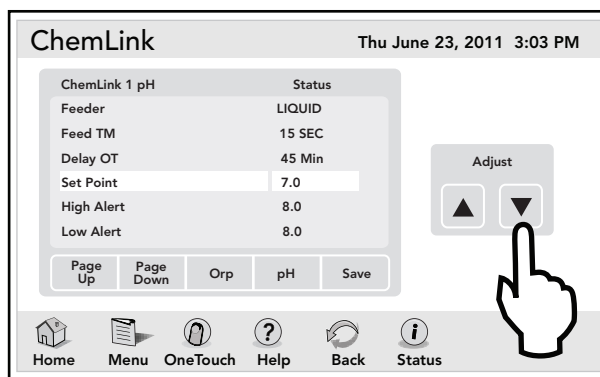 ChemLink Thu June 23, 2011 3:03 PM
ChemLink 1 pH Status
Feeder LIQUID
Feed TM 15 SEC
Delay OT 45 Min
Set Point 7.0
High Alert 8.0
Low Alert 8.0
Adjust
Page Up Page Down Orp pH Save
Home Menu OneTouch Help Back Status